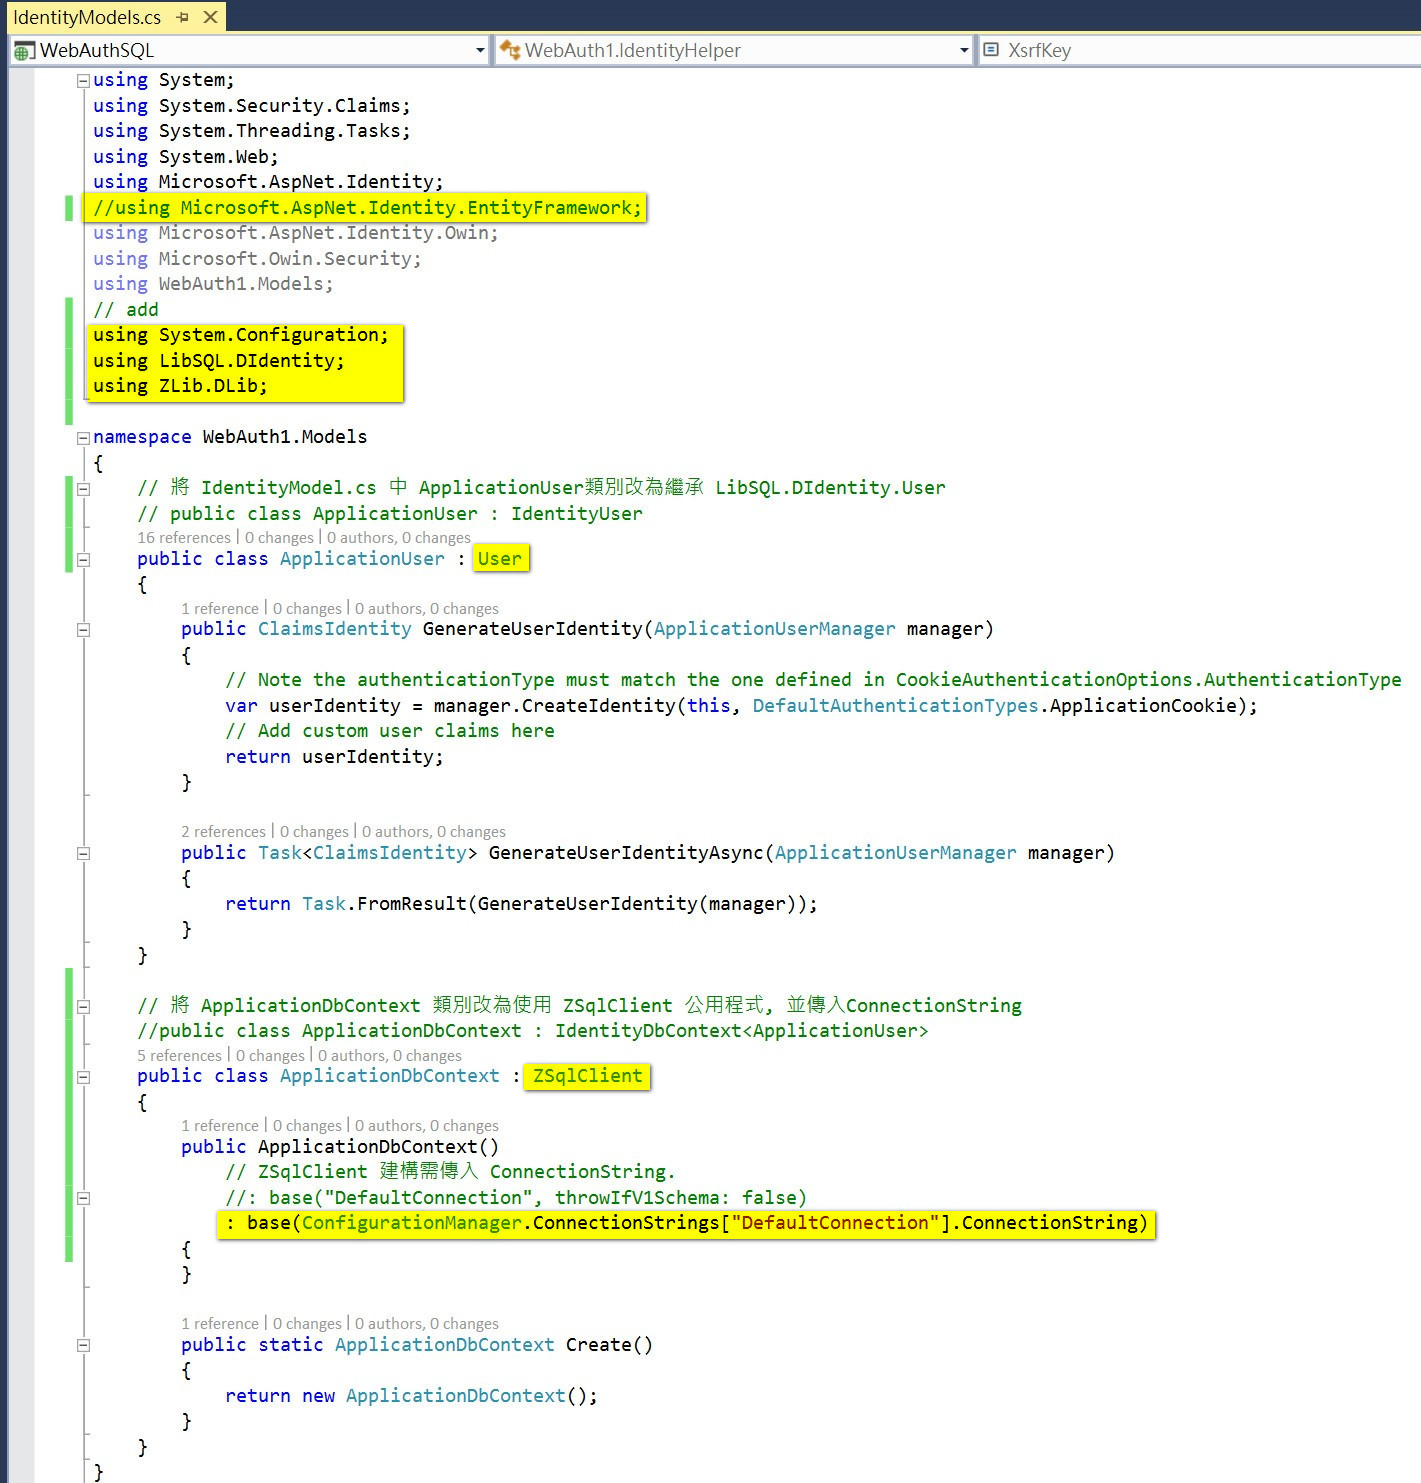 IdentityModels.cs
WebAuthSQL WebAuth1.IdentityHelper XsrfKey
using System;
using System.Security.Claims;
using System.Threading.Tasks;
using System.Web;
using Microsoft.AspNet.Identity;
//using Microsoft.AspNet.Identity.EntityFramework;
using Microsoft.AspNet.Identity.Owin;
using Microsoft.Owin.Security;
using WebAuth1.Models;
// add
using System.Configuration;
using LibSQL.DIdentity;
using ZLib.DLib;
namespace WebAuth1.Models
{
// 將 IdentityModel.cs 中 ApplicationUser類別改為繼承 LibSQL.DIdentity.User
// public class ApplicationUser : IdentityUser
16 references | 0 changes | 0 authors, 0 changes
public class ApplicationUser : User
{
1 reference | 0 changes | 0 authors, 0 changes
public ClaimsIdentity GenerateUserIdentity(ApplicationUserManager manager)
{
// Note the authenticationType must match the one defined in CookieAuthenticationOptions.AuthenticationType
var userIdentity = manager.CreateIdentity(this, DefaultAuthenticationTypes.ApplicationCookie);
// Add custom user claims here
return userIdentity;
}
2 references | 0 changes | 0 authors, 0 changes
public Task<ClaimsIdentity> GenerateUserIdentityAsync(ApplicationUserManager manager)
{
return Task.FromResult(GenerateUserIdentity(manager));
}
}
// 將 ApplicationDbContext 類別改為使用 ZSqlClient 公用程式, 並傳入ConnectionString
//public class ApplicationDbContext : IdentityDbContext<ApplicationUser>
5 references | 0 changes | 0 authors, 0 changes
public class ApplicationDbContext : ZSqlClient
{
1 reference | 0 changes | 0 authors, 0 changes
public ApplicationDbContext()
// ZSqlClient 建構需傳入 ConnectionString.
//: base("DefaultConnection", throwIfV1Schema: false)
: base(ConfigurationManager.ConnectionStrings["DefaultConnection"].ConnectionString)
{
}
1 reference | 0 changes | 0 authors, 0 changes
public static ApplicationDbContext Create()
{
return new ApplicationDbContext();
}
}
}